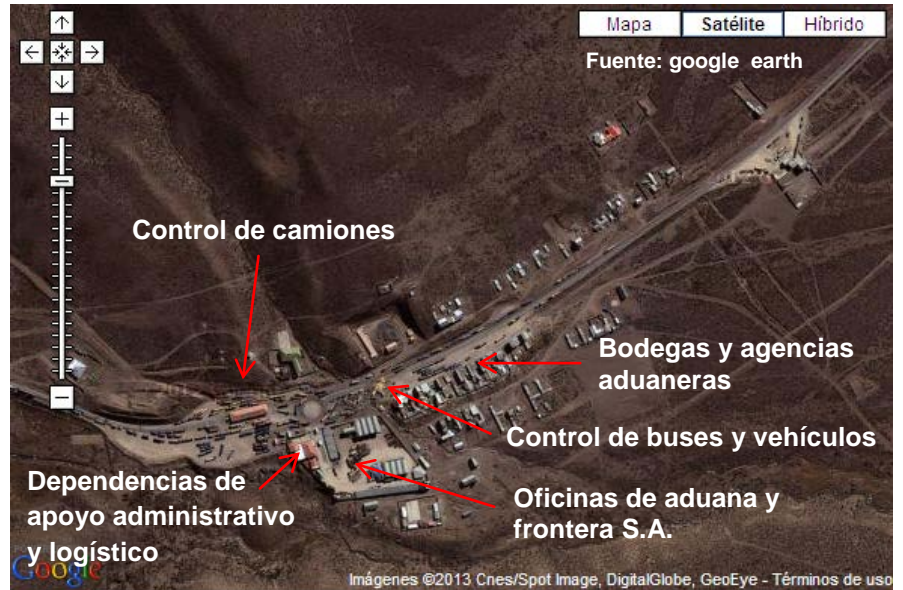 Mapa Satélite Híbrido
Fuente: google earth
Control de camiones
Bodegas y agencias
aduaneras
Control de buses y vehículos
Dependencias de
apoyo administrativo
y logístico
Oficinas de aduana y
frontera S.A.
Google
Imágenes ©2013 Cnes/Spot Image, DigitalGlobe, GeoEye - Términos de uso